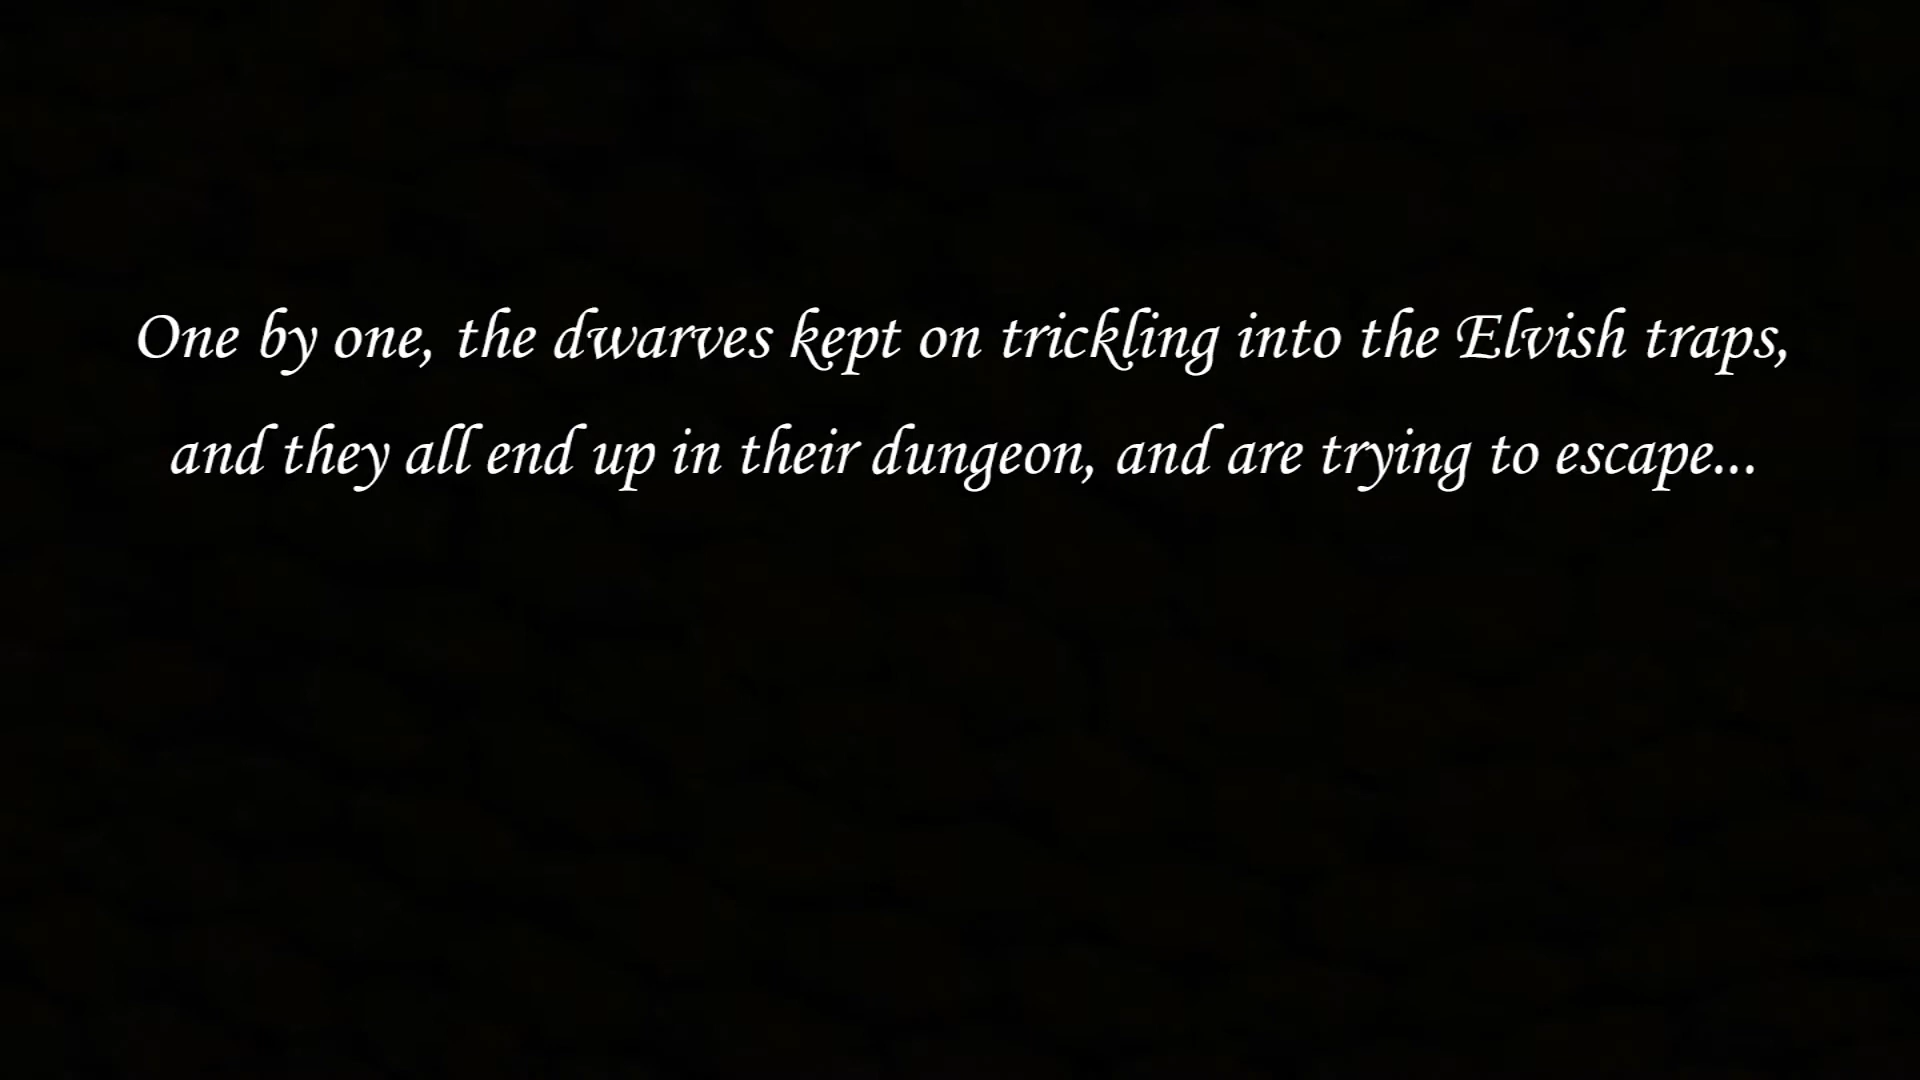 One by one, the dwarves kept on trickling into the Elvish traps,
and they all end up in their dungeon, and are trying to escape...